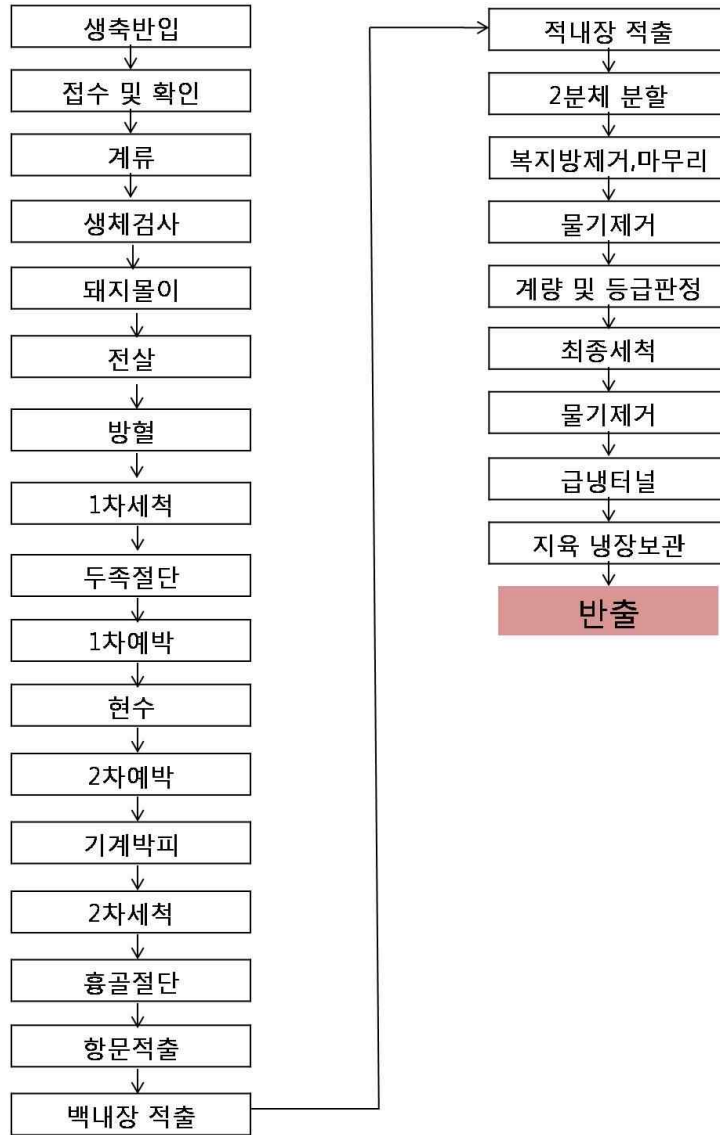 생축반입
접수 및 확인
계류
생체검사
돼지몰이
전살
방혈
1차세척
두족절단
1차예박
현수
2차예박
기계박피
2차세척
흉골절단
항문적출
백내장 적출
적내장 적출
2분체 분할
복지방제거,마무리
물기제거
계량 및 등급판정
최종세척
물기제거
급냉터널
지육 냉장보관
반출